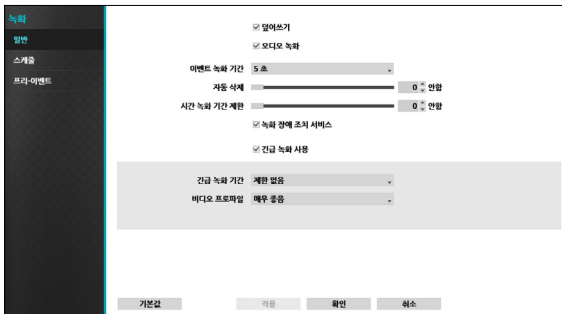 녹화
일반
스케줄
프리-이벤트
덮어쓰기
오디오 녹화
이벤트 녹화 기간 5 초
자동 삭제 0 안함
시간 녹화 기간 제한 0 안함
녹화 장애 조치 서비스
긴급 녹화 사용
긴급 녹화 기간 제한 없음
비디오 프로파일 매우 좋음
기본값 적용 확인 취소